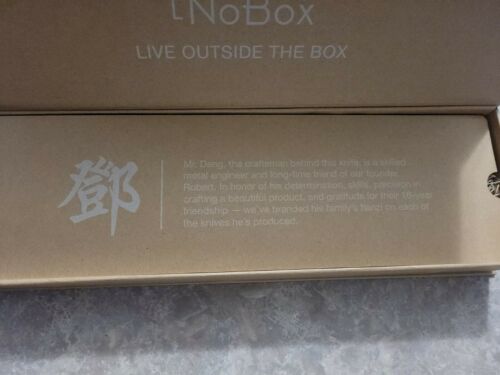 NoBox
LIVE OUTSIDE THE BOX
鄧
Mr. Dang, the craftsman behind this knife, is a skilled
metal engineer and long-time friend of our founder
Robert. In honor of his determination, skills, precision in
crafting a beautiful product, and gratitude for their 16-year
friendship — we've branded his family's hanzi on each of
the knives he's produced.